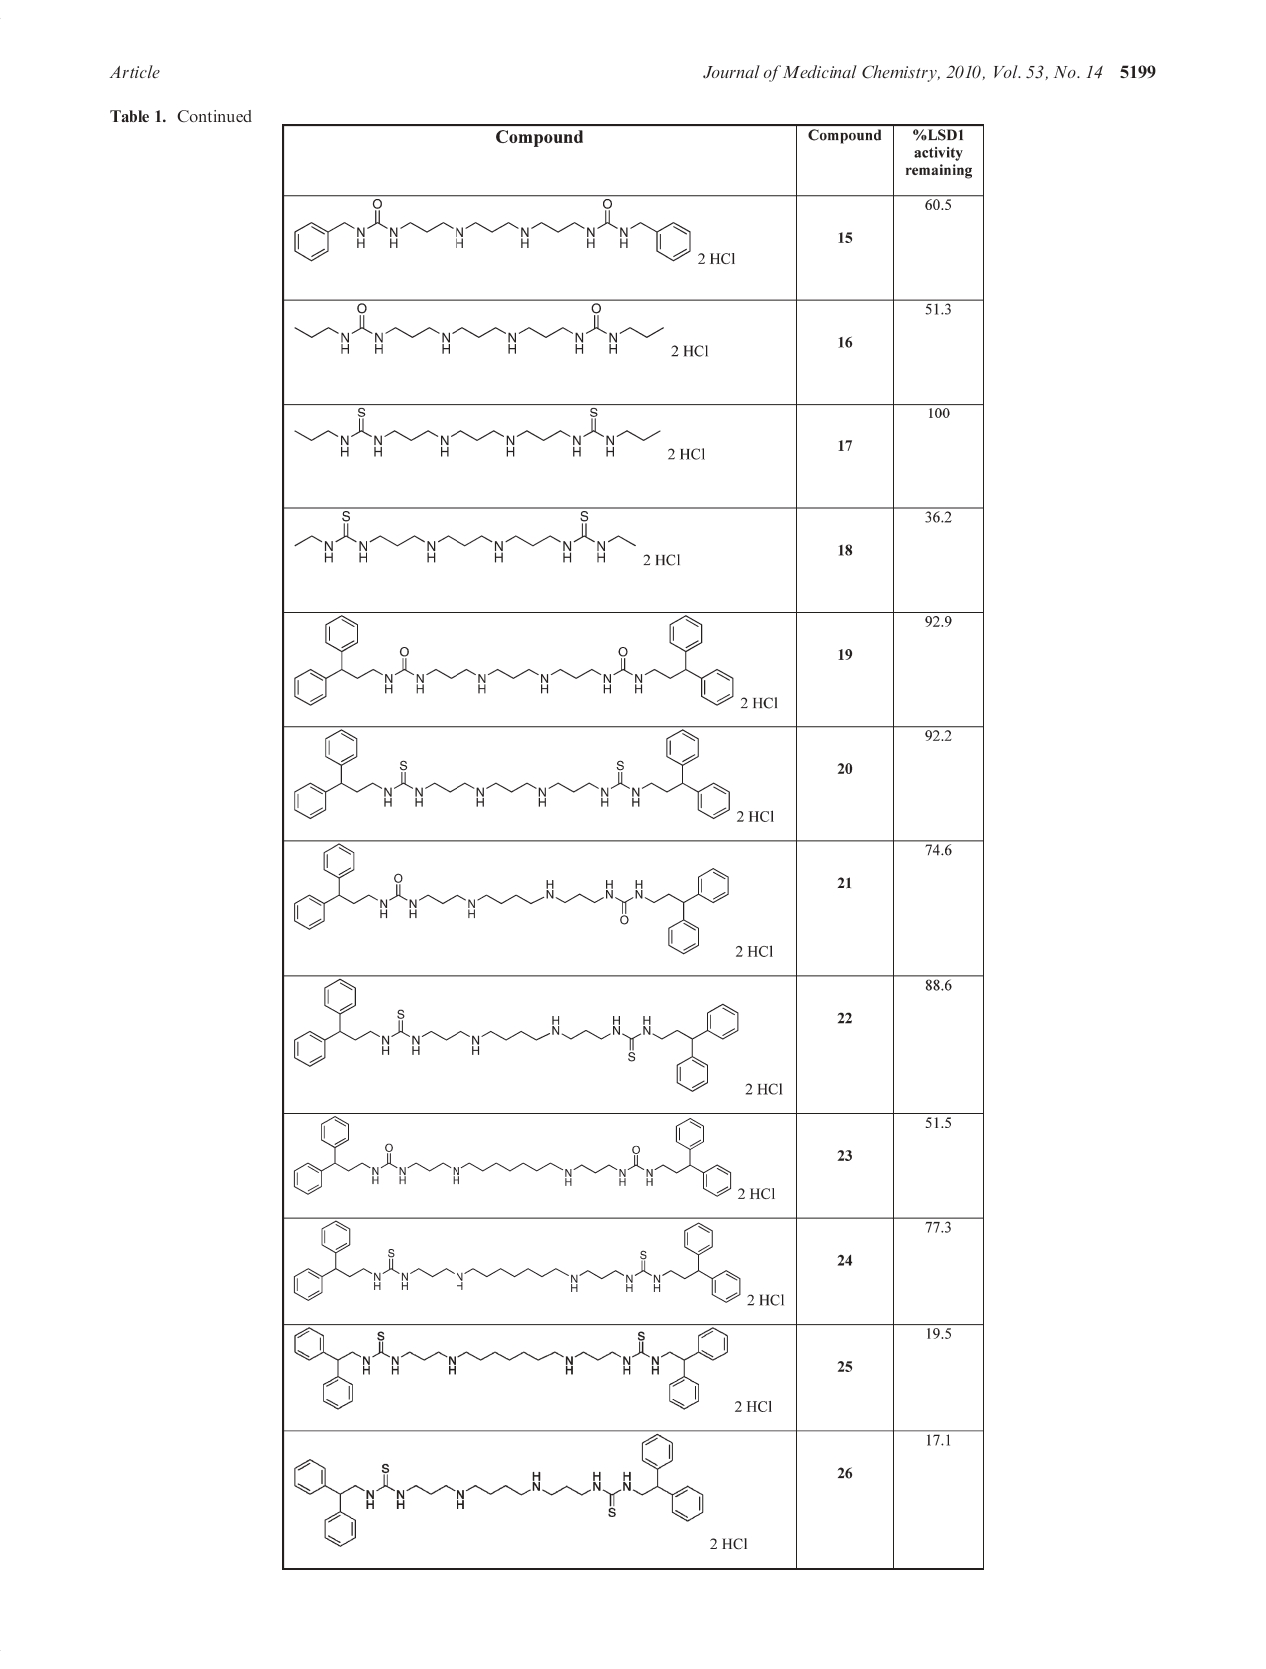 Article
Journal of Medicinal Chemistry, 2010, Vol. 53, No. 14 5199
Table 1. Continued
Compound
Compound
%LSD1
activity
remaining
O O
N N N N N N
H H H H H H
2 HCl
15
60.5
O O
N N N N N N
H H H H H H
2 HCl
16
51.3
S S
N N N N N N
H H H H H H
2 HCl
17
100
S S
N N N N N N
H H H H H H
2 HCl
18
36.2
O O
N N N N N N
H H H H H H
2 HCl
19
92.9
S S
N N N N N N
H H H H H H
2 HCl
20
92.2
O H H H
N N N N N N
H H H O
2 HCl
21
74.6
S H H H
N N N N N N
H H H S
2 HCl
22
88.6
O O
N N N N N N
H H H H H H
2 HCl
23
51.5
S S
N N N N N N
H H H H H H
2 HCl
24
77.3
S S
N N N N N N
H H H H H H
2 HCl
25
19.5
S H H H
N N N N N N
H H H S
2 HCl
26
17.1